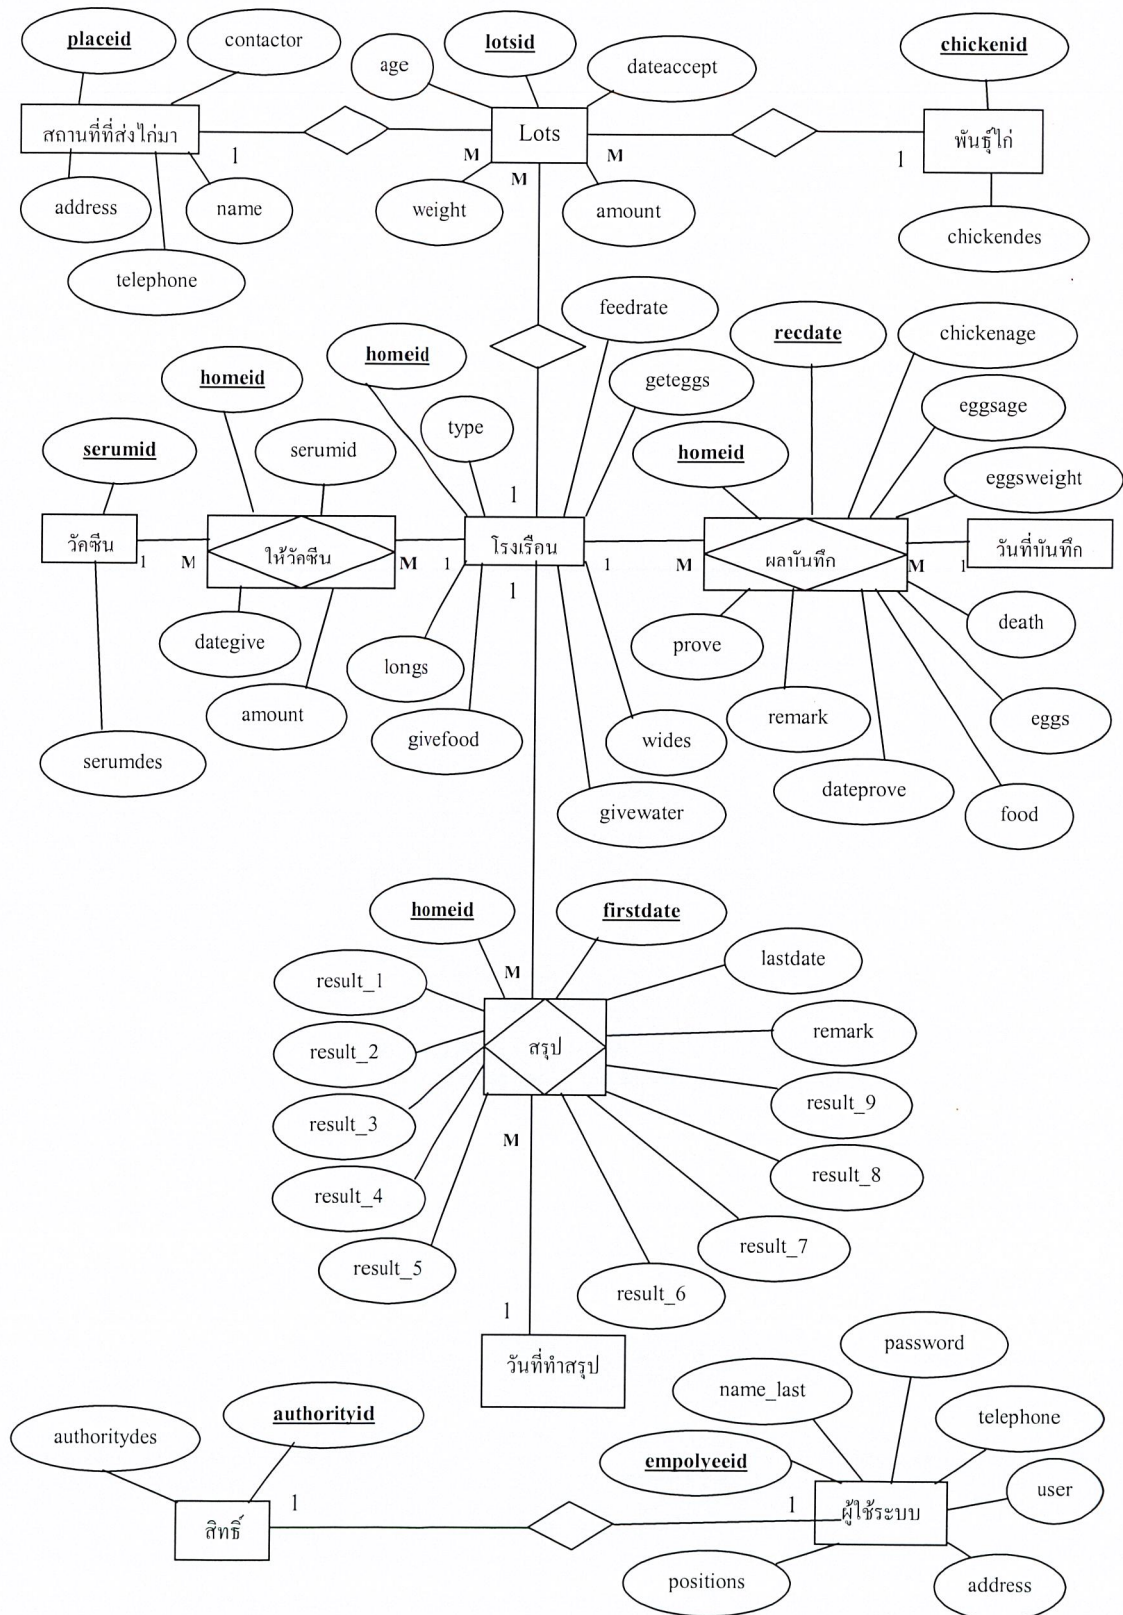 placeid
contactor
lotsid
chickenid
age
dateaccept
สถานที่ที่ส่งไก่มา
Lots
พันธุ์ไก่
1
M
M
M
1
address
name
weight
amount
chickendes
telephone
feedrate
homeid
recdate
chickenage
homeid
geteggs
eggsage
serumid
serumid
type
homeid
eggsweight
1
วัคซีน
ให้วัคซีน
โรงเรือน
ผลบันทึก
วันที่บันทึก
1
M
M
1
1
1
M
M
1
dategive
longs
prove
death
amount
givefood
wides
remark
eggs
serumdes
dateprove
givewater
food
homeid
firstdate
lastdate
M
result_1
remark
result_2
สรุป
result_9
result_3
M
result_8
result_4
result_7
result_5
result_6
1
วันที่ทำสรุป
password
name_last
authorityid
telephone
authoritydes
empolyeeid
user
1
1
สิทธิ์
ผู้ใช้ระบบ
positions
address